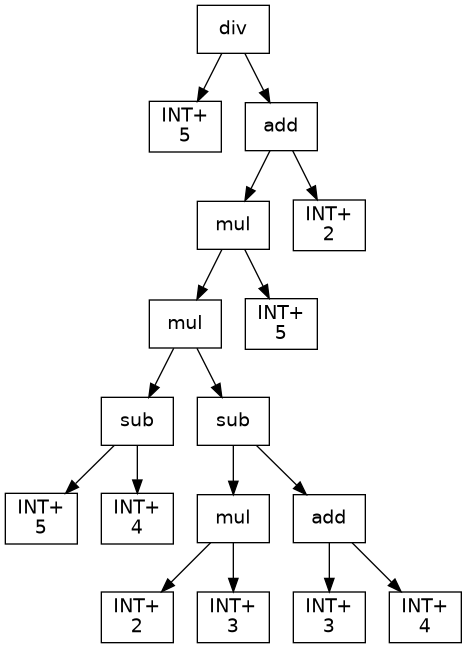 div
INT+
5
add
mul
INT+
2
mul
INT+
5
sub
sub
INT+
5
INT+
4
mul
add
INT+
2
INT+
3
INT+
3
INT+
4